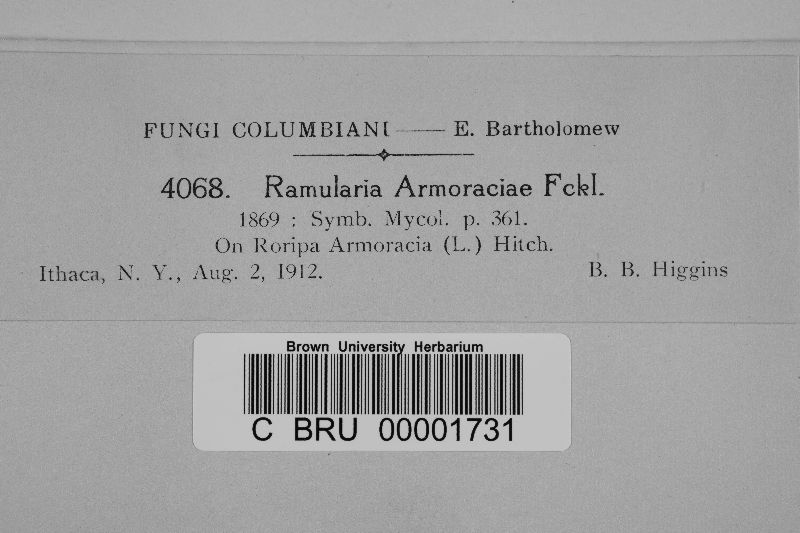 FUNGI COLUMBIANI —— E. Bartholomew
4068. Ramularia Armoraciae Fckl.
1869 : Symb. Mycol. p. 361.
On Roripa Armoracia (L.) Hitch.
Ithaca, N. Y., Aug. 2, 1912. B. B. Higgins
Brown University Herbarium
C BRU 00001731